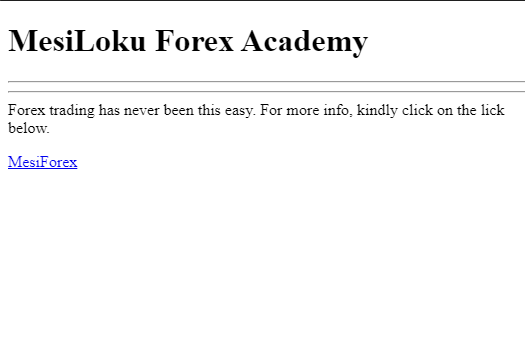 MesiLoku Forex Academy
Forex trading has never been this easy. For more info, kindly click on the lick
below.
MesiForex